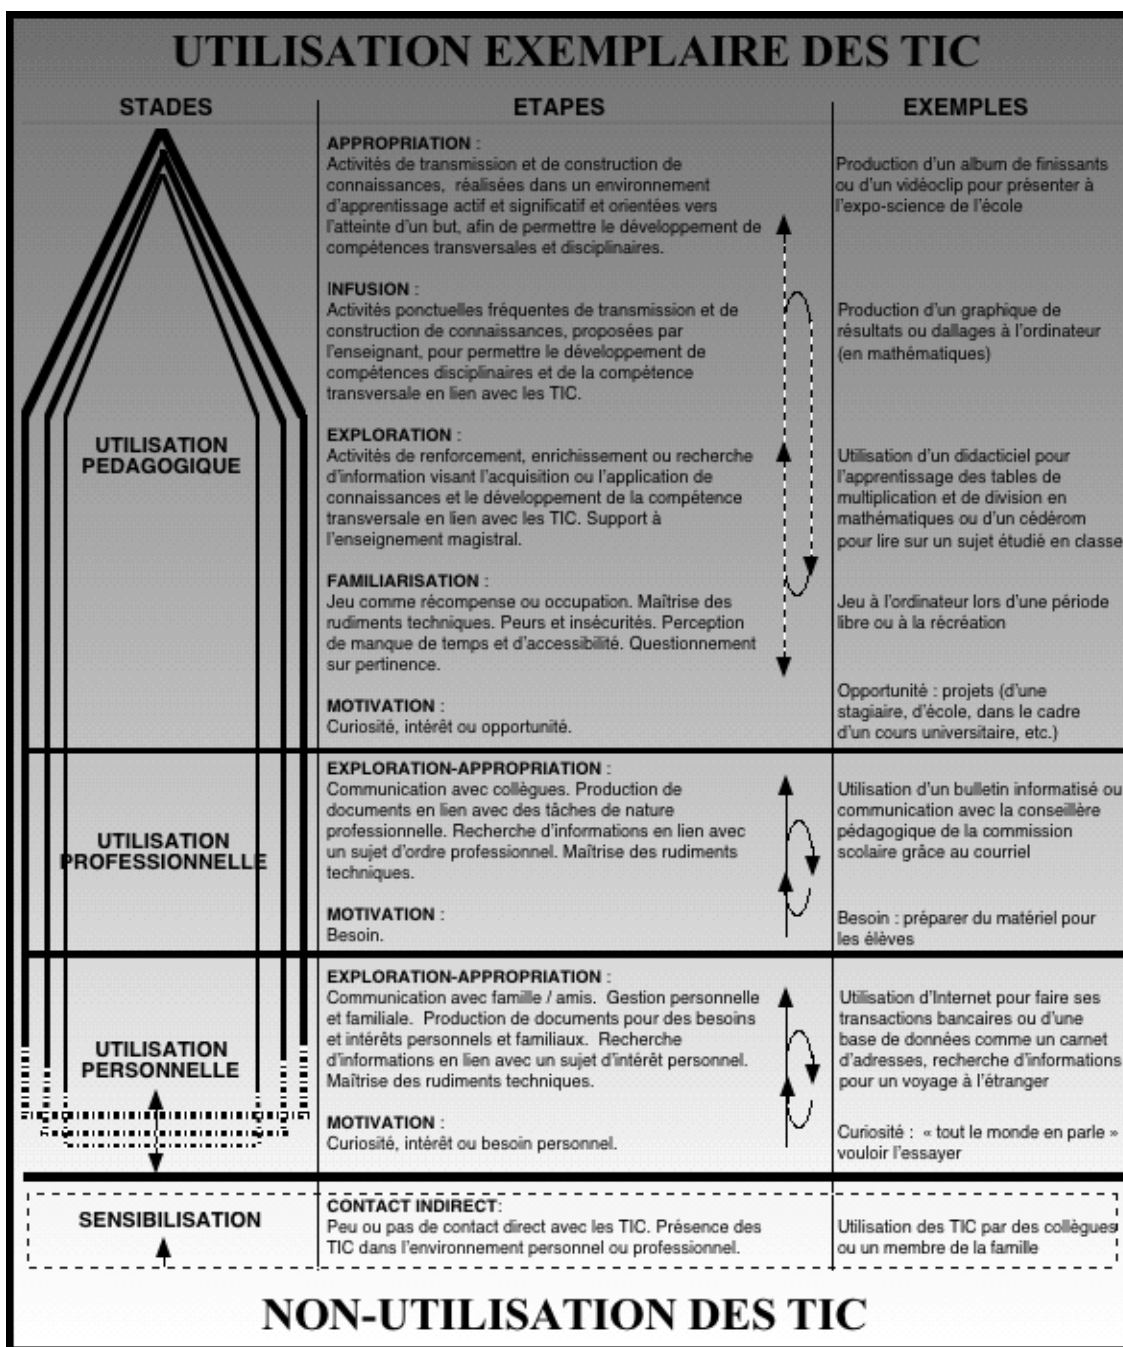 UTILISATION EXEMPLAIRE DES TIC
STADES
ETAPES
EXEMPLES
APPROPRIATION :
Activités de transmission et de construction de
connaissances, réalisées dans un environnement
d'apprentissage actif et significatif et orientées vers
l'atteinte d'un but, afin de permettre le développement de
compétences transversales et disciplinaires.
Production d'un album de finissants
ou d'un vidéoclip pour présenter à
l'expo-science de l'école
INFUSION :
Activités ponctuelles fréquentes de transmission et de
construction de connaissances, proposées par
l'enseignant, pour permettre le développement de
compétences disciplinaires et de la compétence
transversale en lien avec les TIC.
Production d'un graphique de
résultats ou dallages à l'ordinateur
(en mathématiques)
UTILISATION
PEDAGOGIQUE
EXPLORATION :
Activités de renforcement, enrichissement ou recherche
d'information visant l'acquisition ou l'application de
connaissances et le développement de la compétence
transversale en lien avec les TIC. Support à
l'enseignement magistral.
Utilisation d'un didacticiel pour
l'apprentissage des tables de
multiplication et de division en
mathématiques ou d'un cédérom
pour lire sur un sujet étudié en classe
FAMILIARISATION :
Jeu comme récompense ou occupation. Maîtrise des
rudiments techniques. Peurs et insécurités. Perception
de manque de temps et d'accessibilité. Questionnement
sur pertinence.
Jeu à l'ordinateur lors d'une période
libre ou à la récréation
MOTIVATION :
Curiosité, intérêt ou opportunité.
Opportunité : projets (d'une
stagiaire, d'école, dans le cadre
d'un cours universitaire, etc.)
UTILISATION
PROFESSIONNELLE
EXPLORATION-APPROPRIATION :
Communication avec collègues. Production de
documents en lien avec des tâches de nature
professionnelle. Recherche d'informations en lien avec
un sujet d'ordre professionnel. Maîtrise des rudiments
techniques.
Utilisation d'un bulletin informatisé ou
communication avec la conseillère
pédagogique de la commission
scolaire grâce au courriel
MOTIVATION :
Besoin.
Besoin : préparer du matériel pour
les élèves
UTILISATION
PERSONNELLE
EXPLORATION-APPROPRIATION :
Communication avec famille / amis. Gestion personnelle
et familiale. Production de documents pour des besoins
et intérêts personnels et familiaux. Recherche
d'informations en lien avec un sujet d'intérêt personnel.
Maîtrise des rudiments techniques.
Utilisation d'Internet pour faire ses
transactions bancaires ou d'une
base de données comme un carnet
d'adresses, recherche d'informations
pour un voyage à l'étranger
MOTIVATION :
Curiosité, intérêt ou besoin personnel.
Curiosité : « tout le monde en parle »
vouloir l'essayer
SENSIBILISATION
CONTACT INDIRECT:
Peu ou pas de contact direct avec les TIC. Présence des
TIC dans l'environnement personnel ou professionnel.
Utilisation des TIC par des collègues
ou un membre de la famille
NON-UTILISATION DES TIC